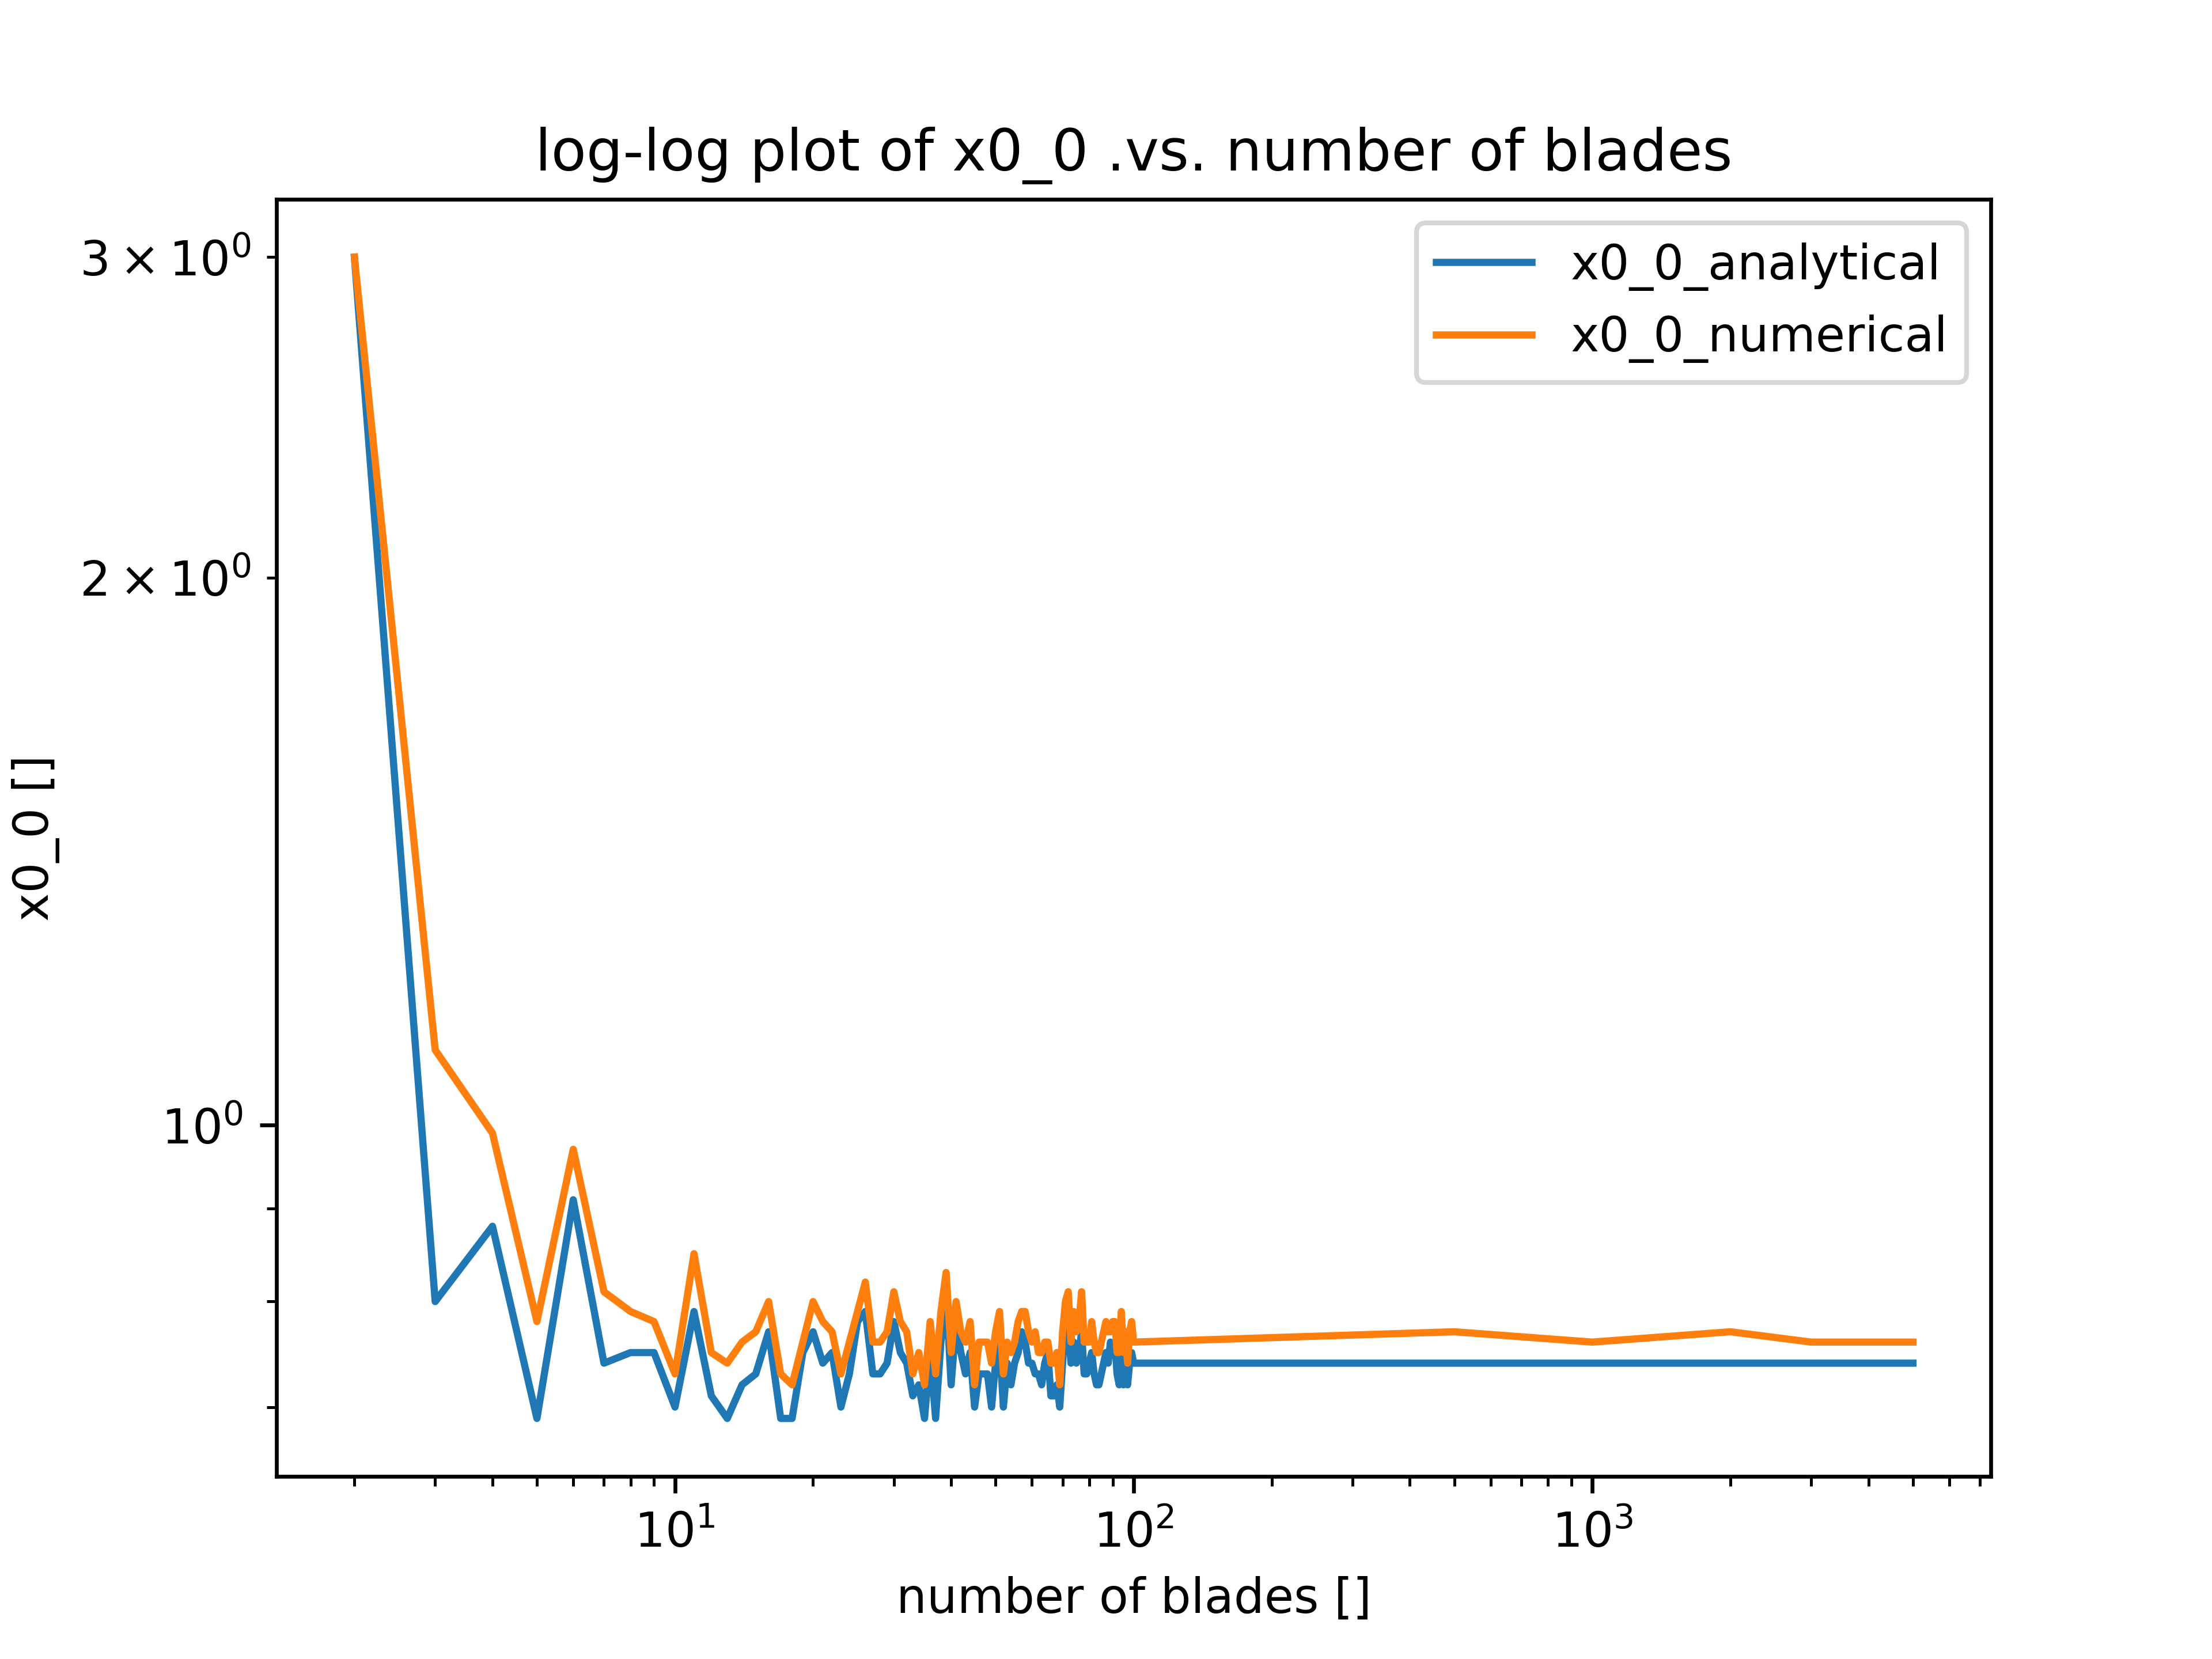 log-log plot of x0_0 .vs. number of blades
x0_0_analytical
x0_0_numerical
3 × 10⁰
2 × 10⁰
10⁰
x0_0 []
10¹ 10² 10³
number of blades []